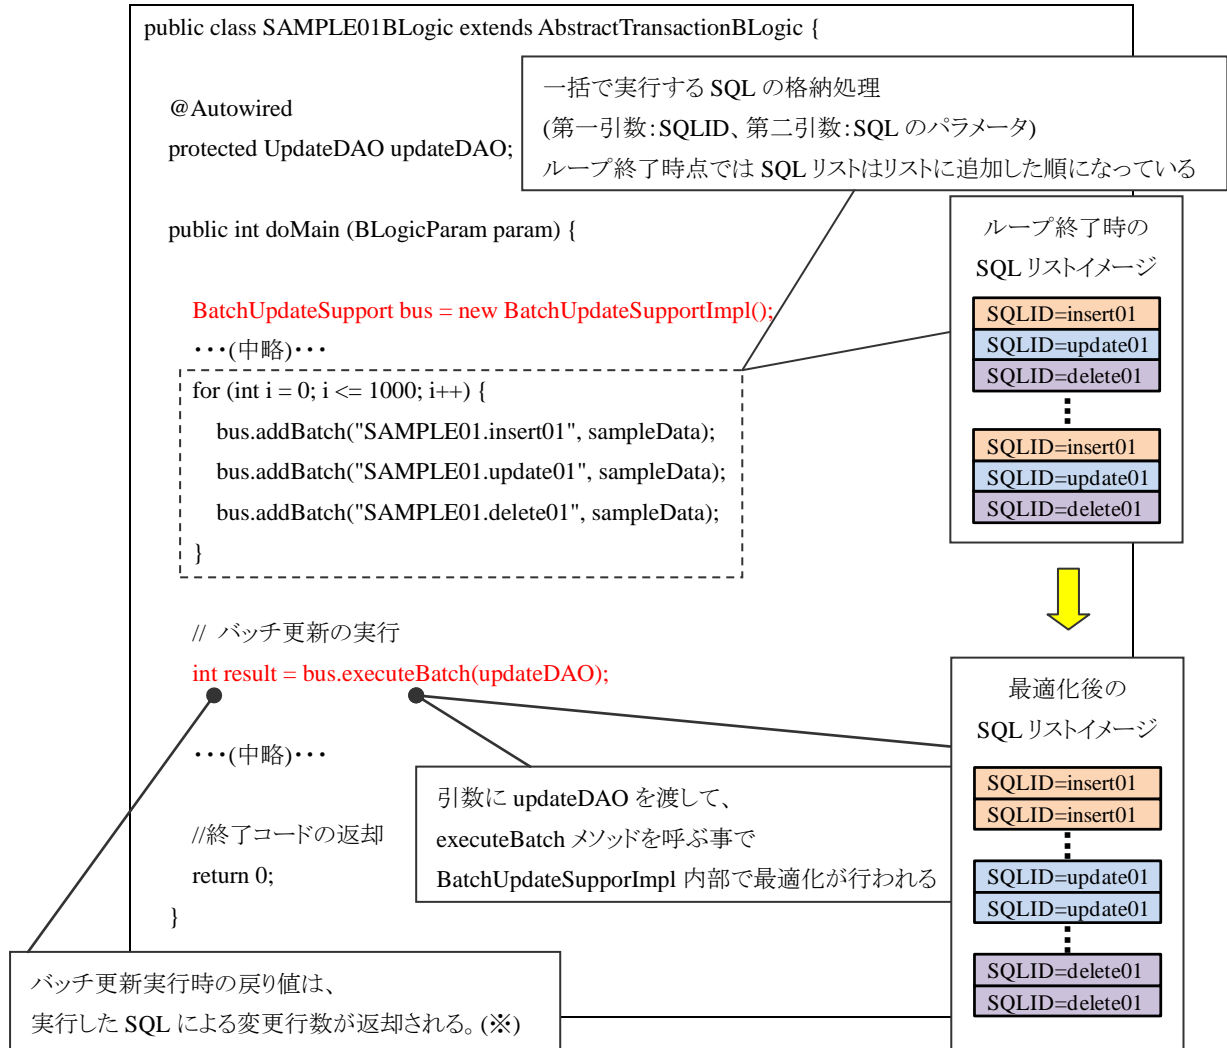 public class SAMPLE01BLogic extends AbstractTransactionBLogic {
@Autowired
protected UpdateDAO updateDAO;
一括で実行する SQL の格納処理
(第一引数：SQLID、第二引数：SQL のパラメータ)
ループ終了時点では SQL リストはリストに追加した順になっている
public int doMain (BLogicParam param) {
BatchUpdateSupport bus = new BatchUpdateSupportImpl();
・・・(中略)・・・
for (int i = 0; i <= 1000; i++) {
bus.addBatch("SAMPLE01.insert01", sampleData);
bus.addBatch("SAMPLE01.update01", sampleData);
bus.addBatch("SAMPLE01.delete01", sampleData);
}
ループ終了時の
SQL リストイメージ
SQLID=insert01
SQLID=update01
SQLID=delete01
SQLID=insert01
SQLID=update01
SQLID=delete01
// バッチ更新の実行
int result = bus.executeBatch(updateDAO);
・・・(中略)・・・
引数に updateDAO を渡して、
executeBatch メソッドを呼ぶ事で
BatchUpdateSupporImpl 内部で最適化が行われる
最適化後の
SQL リストイメージ
SQLID=insert01
SQLID=insert01
SQLID=update01
SQLID=update01
SQLID=delete01
SQLID=delete01
//終了コードの返却
return 0;
}
バッチ更新実行時の戻り値は、
実行した SQL による変更行数が返却される。(※)